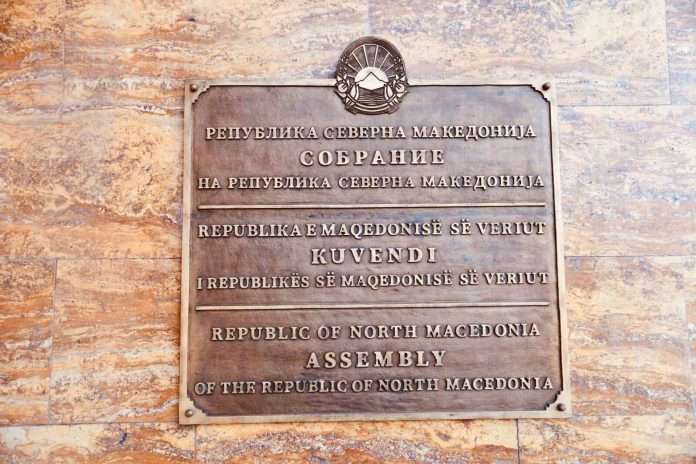 РЕПУБЛИКА СЕВЕРНА МАКЕДОНИЈА
СОБРАНИЕ
НА РЕПУБЛИКА СЕВЕРНА МАКЕДОНИЈА
REPUBLIKA E MAQEDONISË SË VERIUT
KUVENDI
I REPUBLIKËS SË MAQEDONISË SË VERIUT
REPUBLIC OF NORTH MACEDONIA
ASSEMBLY
OF THE REPUBLIC OF NORTH MACEDONIA